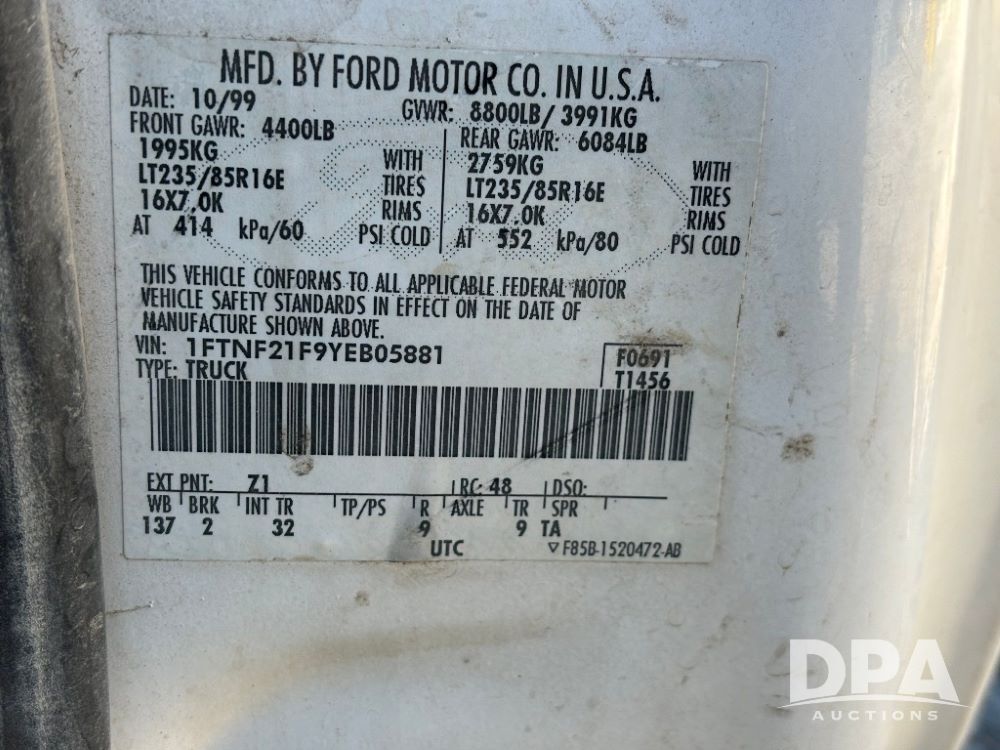 MFD. BY FORD MOTOR CO. IN U.S.A.
DATE: 10/99 GVWR: 8800LB/ 3991KG
FRONT GAWR: 4400LB REAR GAWR: 6084LB
1995KG WITH 2759KG WITH
LT235/85R16E TIRES LT235/85R16E TIRES
16X7.0K RIMS 16X7.0K RIMS
AT 414 kPa/60 PSI COLD AT 552 kPa/80 PSI COLD
THIS VEHICLE CONFORMS TO ALL APPLICABLE FEDERAL MOTOR
VEHICLE SAFETY STANDARDS IN EFFECT ON THE DATE OF
MANUFACTURE SHOWN ABOVE.
VIN: 1FTNF21F9YEB05881 F0691
TYPE: TRUCK T1456
EXT PNT: Z1 RC: 48 DSO:
WB BRK INT TR TP/PS R AXLE TR SPR
137 2 32 9 9 TA
UTC F85B-1520472-AB
DPA
AUCTIONS